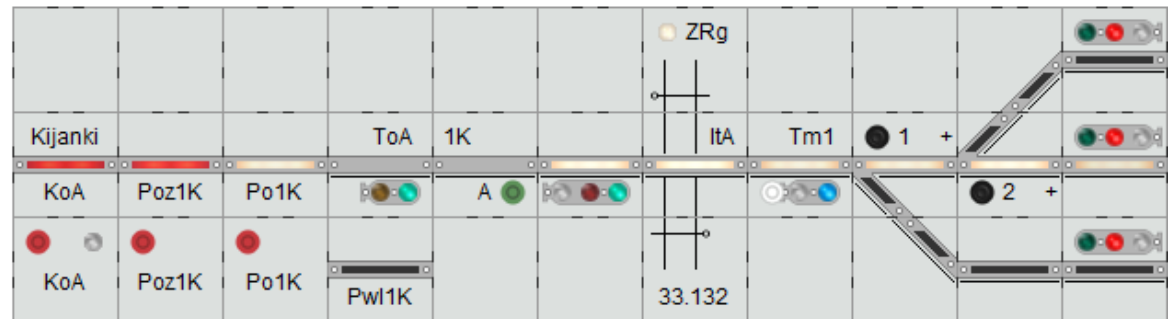 ZRg
Kijanki ToA 1K ItA Tm1 1 +
KoA Poz1K Po1K A 2 +
KoA Poz1K Po1K Pwl1K 33.132